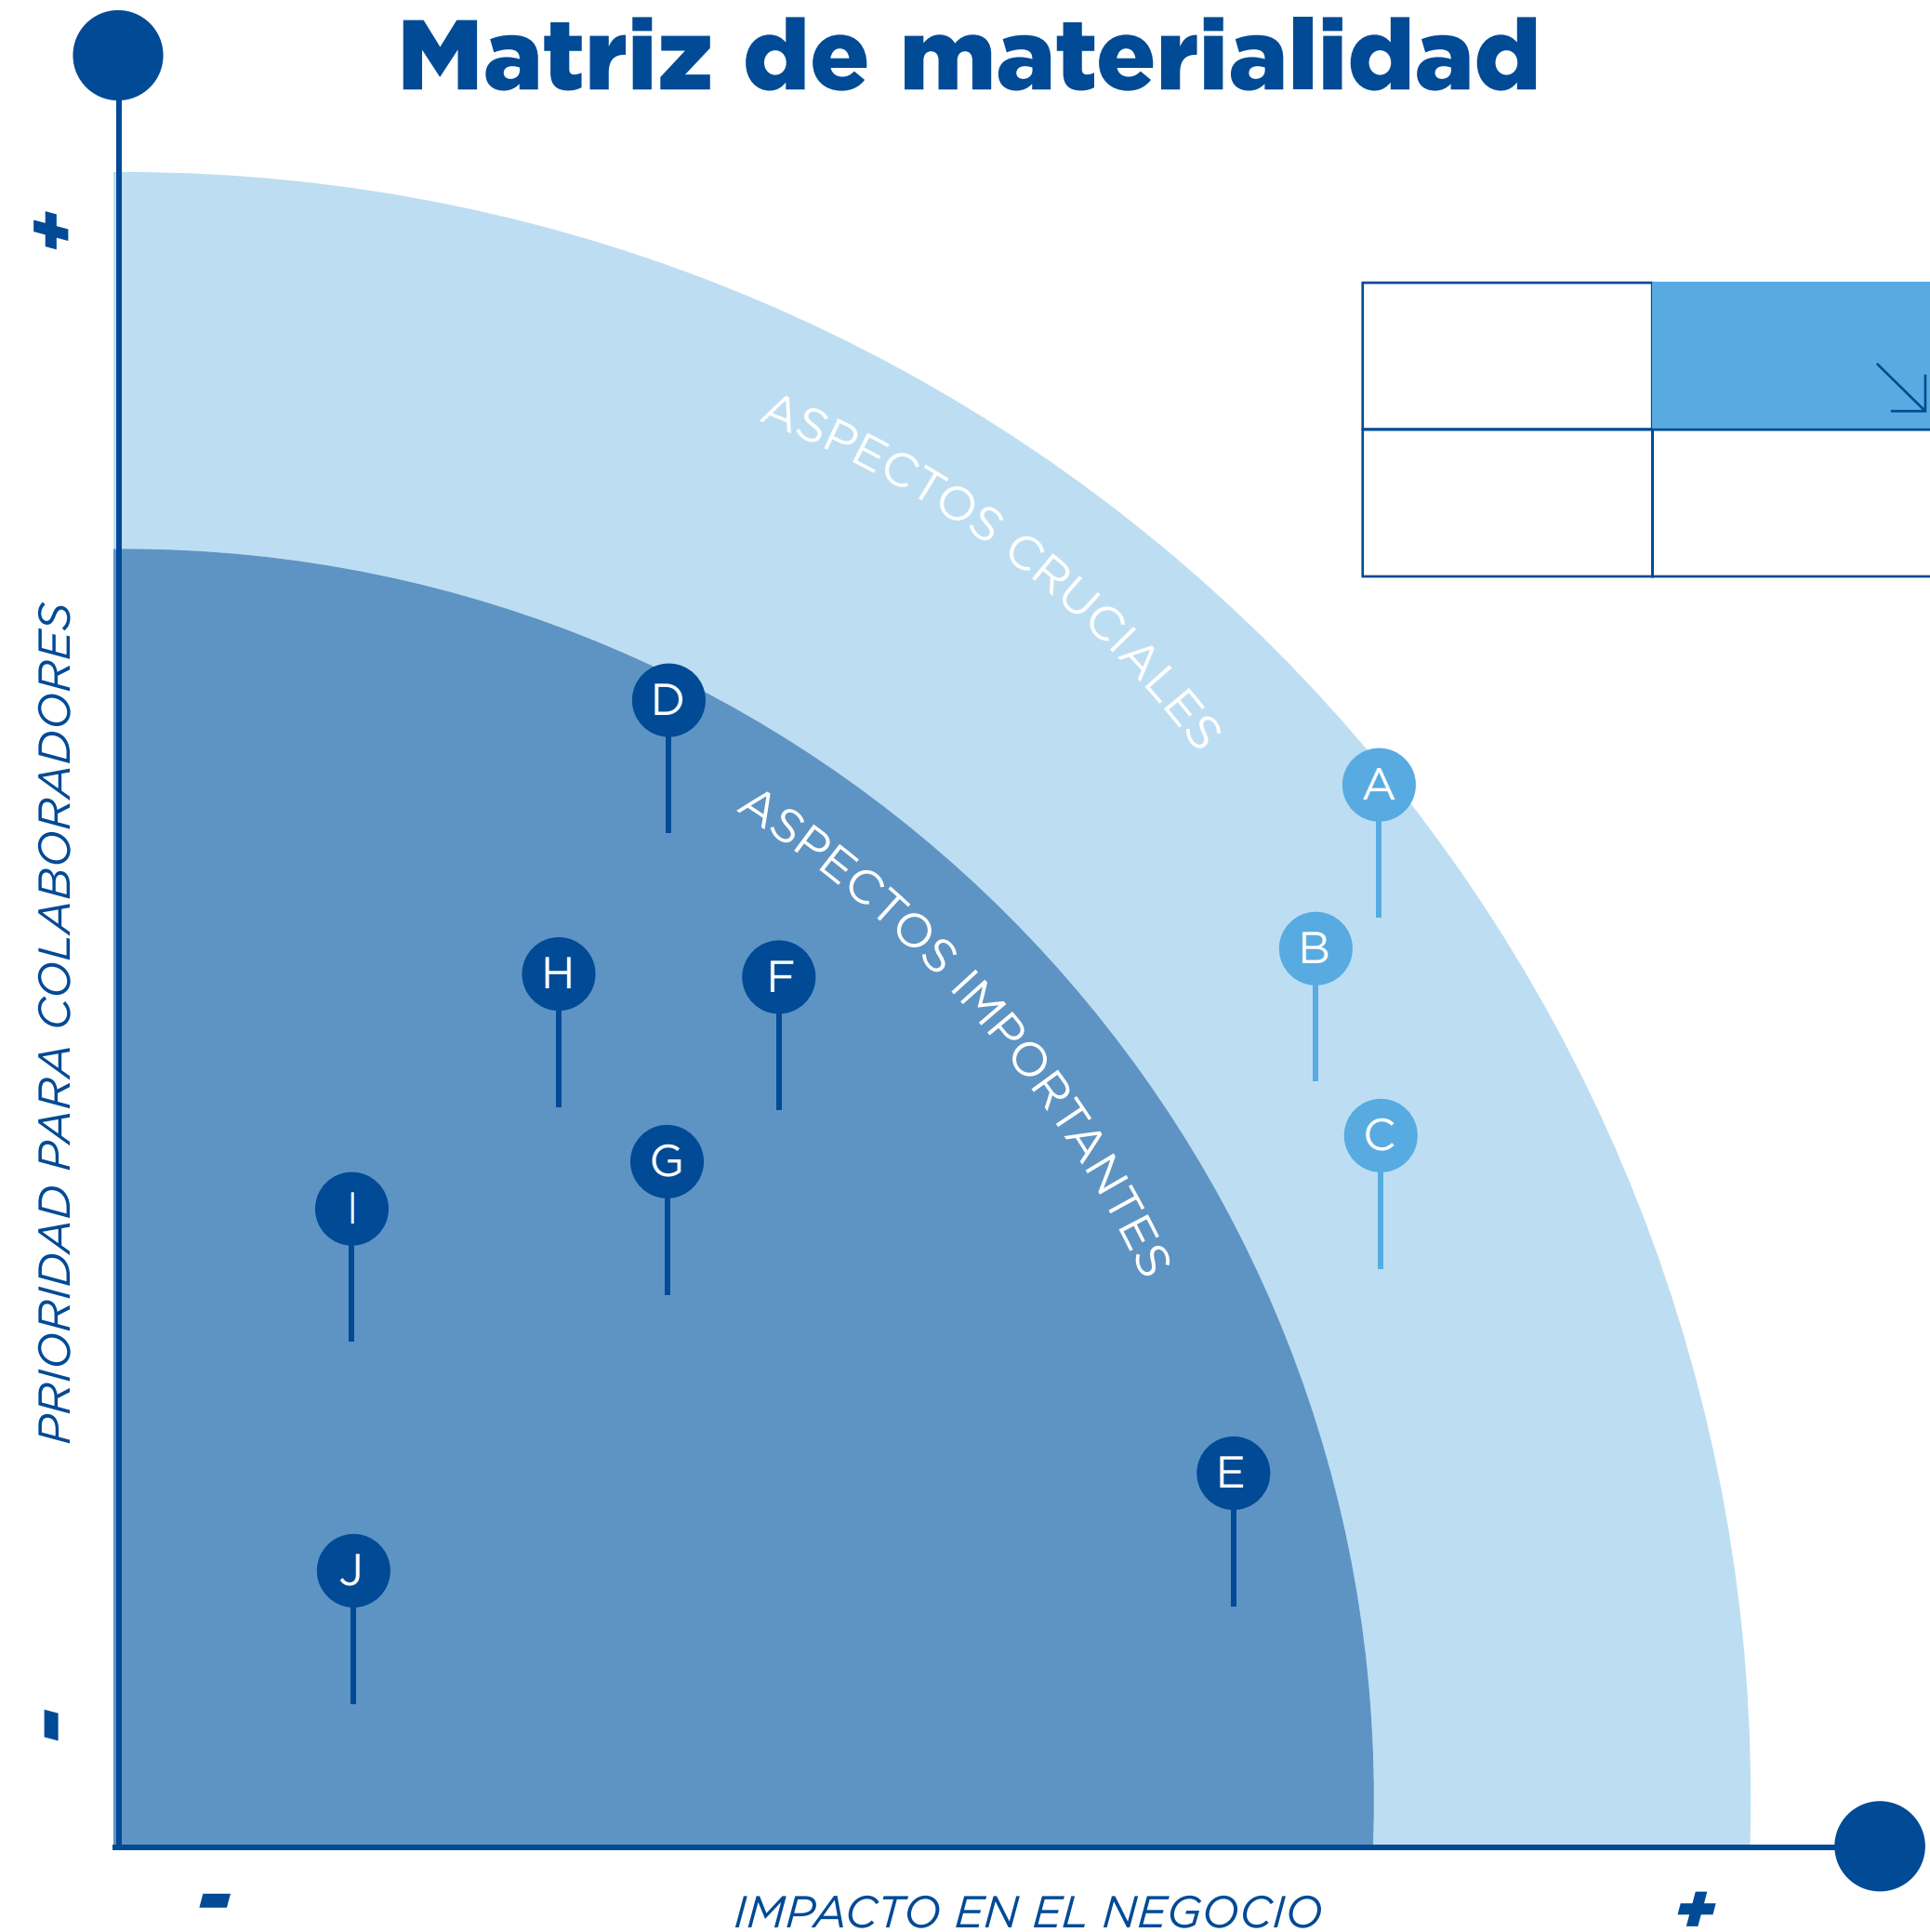 Matriz de materialidad
+
ASPECTOS CRUCIALES
PRIORIDAD PARA COLABORADORES
D
A
ASPECTOS IMPORTANTES
B
H
F
C
G
I
E
J
-
-
IMPACTO EN EL NEGOCIO
+